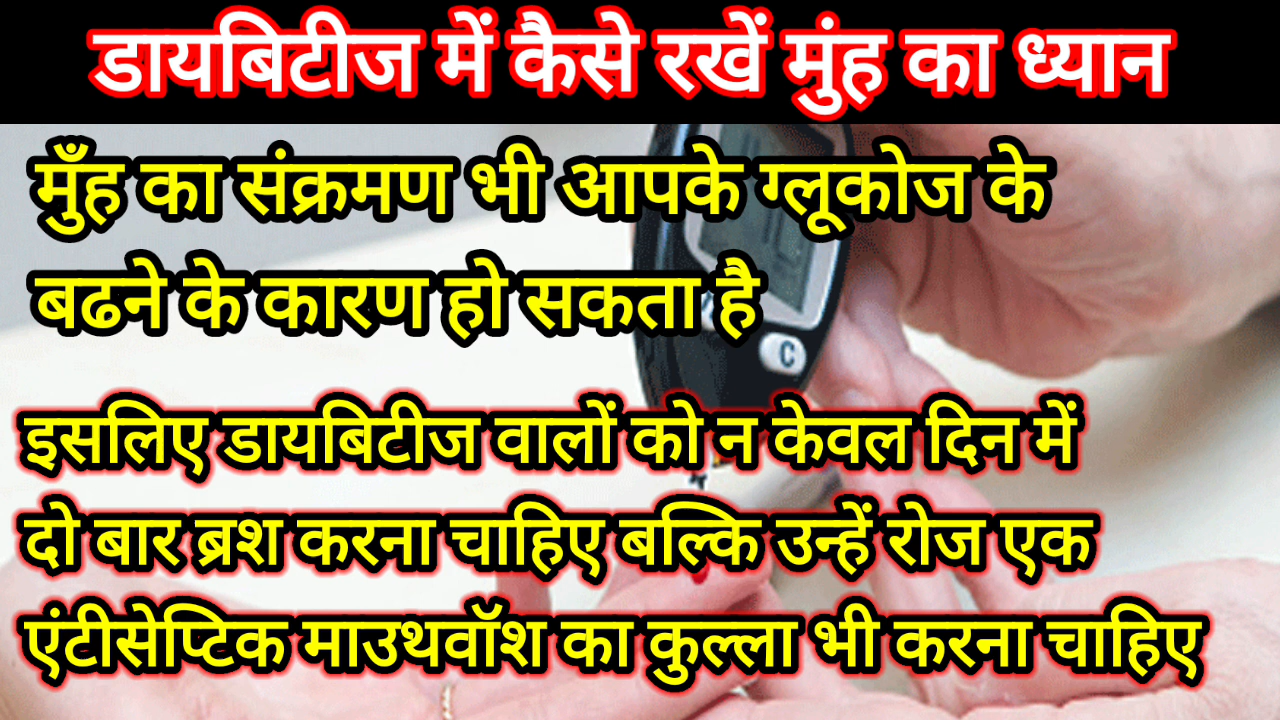 डायबिटीज में कैसे रखें मुंह का ध्यान
मुँह का संक्रमण भी आपके ग्लूकोज के
बढने के कारण हो सकता है
C
इसलिए डायबिटीज वालों को न केवल दिन में
दो बार ब्रश करना चाहिए बल्कि उन्हें रोज एक
एंटीसेप्टिक माउथवॉश का कुल्ला भी करना चाहिए